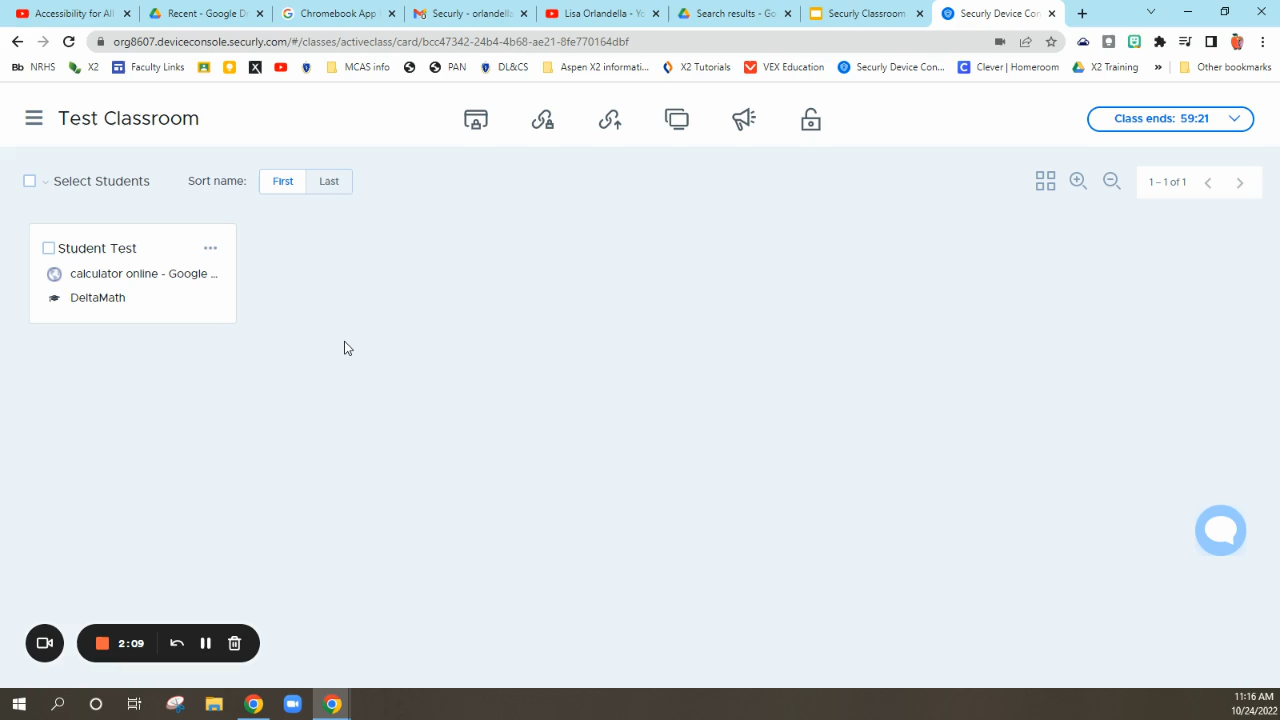 Accessibility for All
Recent - Google Dr
Chromebook App
Securly - orlandella
Lisa Orlandella - Yo
Search results - Go
Securly Classroom
Securly Device Con
org8607.deviceconsole.securly.com/#/classes/activeclass/card/bcc47342-24b4-4b68-ae21-8fe770164dbf
Bb NRHS X2 Faculty Links MCAS info PAN DL&CS Aspen X2 informati... X2 Tutorials VEX Education Securly Device Con... Clever | Homeroom X2 Training » Other bookmarks
Test Classroom
Class ends: 59:21
Select Students Sort name: First Last
1 – 1 of 1
Student Test
calculator online - Google ...
DeltaMath
2:09
11:16 AM
10/24/2022